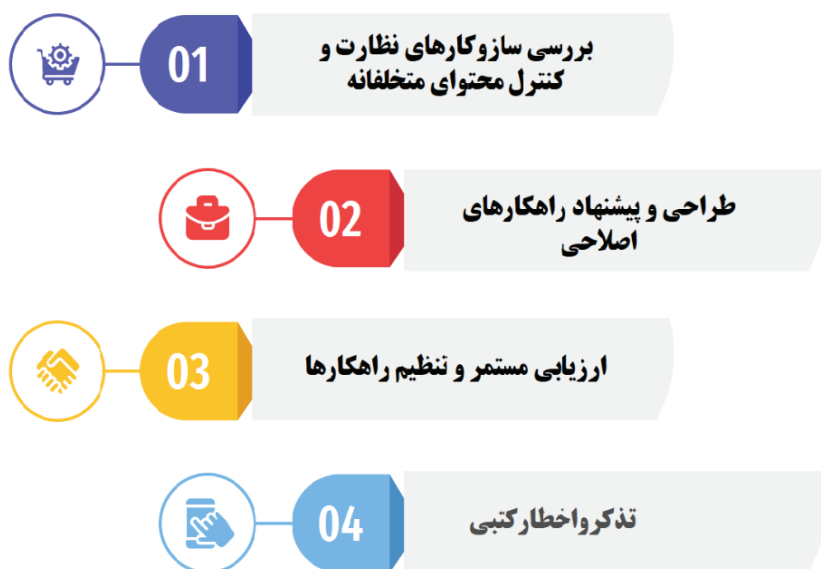 01
بررسی سازوکارهای نظارت و
کنترل محتوای متخلفانه
02
طراحی و پیشنهاد راهکارهای
اصلاحی
03
ارزیابی مستمر و تنظیم راهکارها
04
تذکرواخطارکتبی